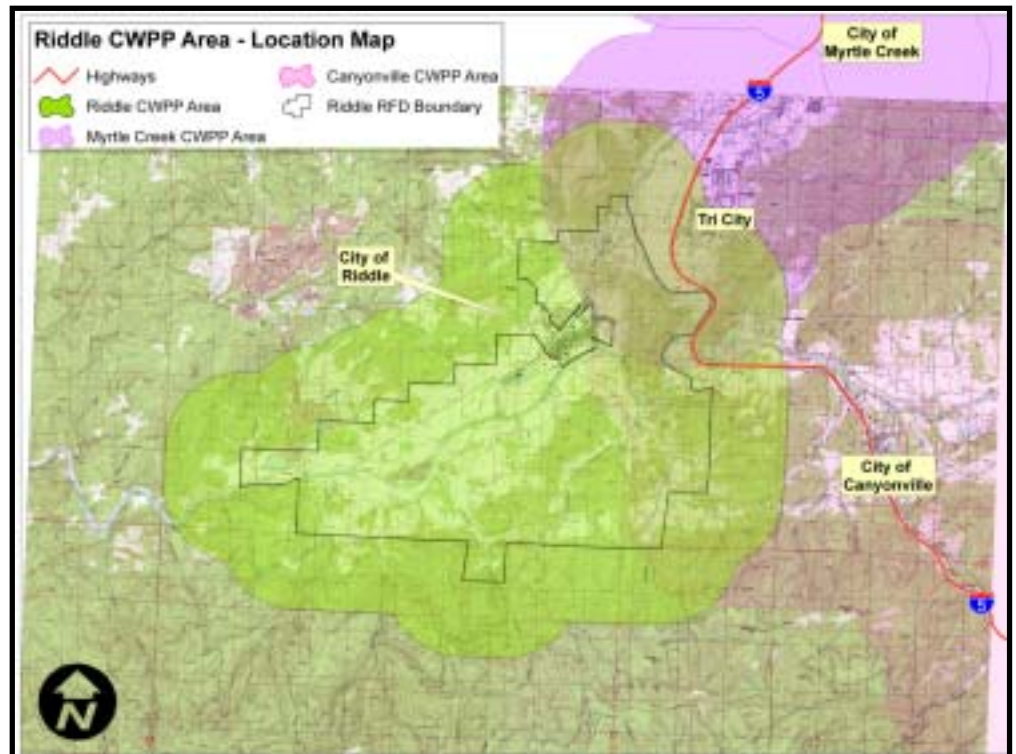 Riddle CWPP Area - Location Map
Highways
Riddle CWPP Area
Myrtle Creek CWPP Area
Canyonville CWPP Area
Riddle RFD Boundary
City of
Myrtle Creek
5
Tri City
City of
Riddle
City of
Canyonville
5
N